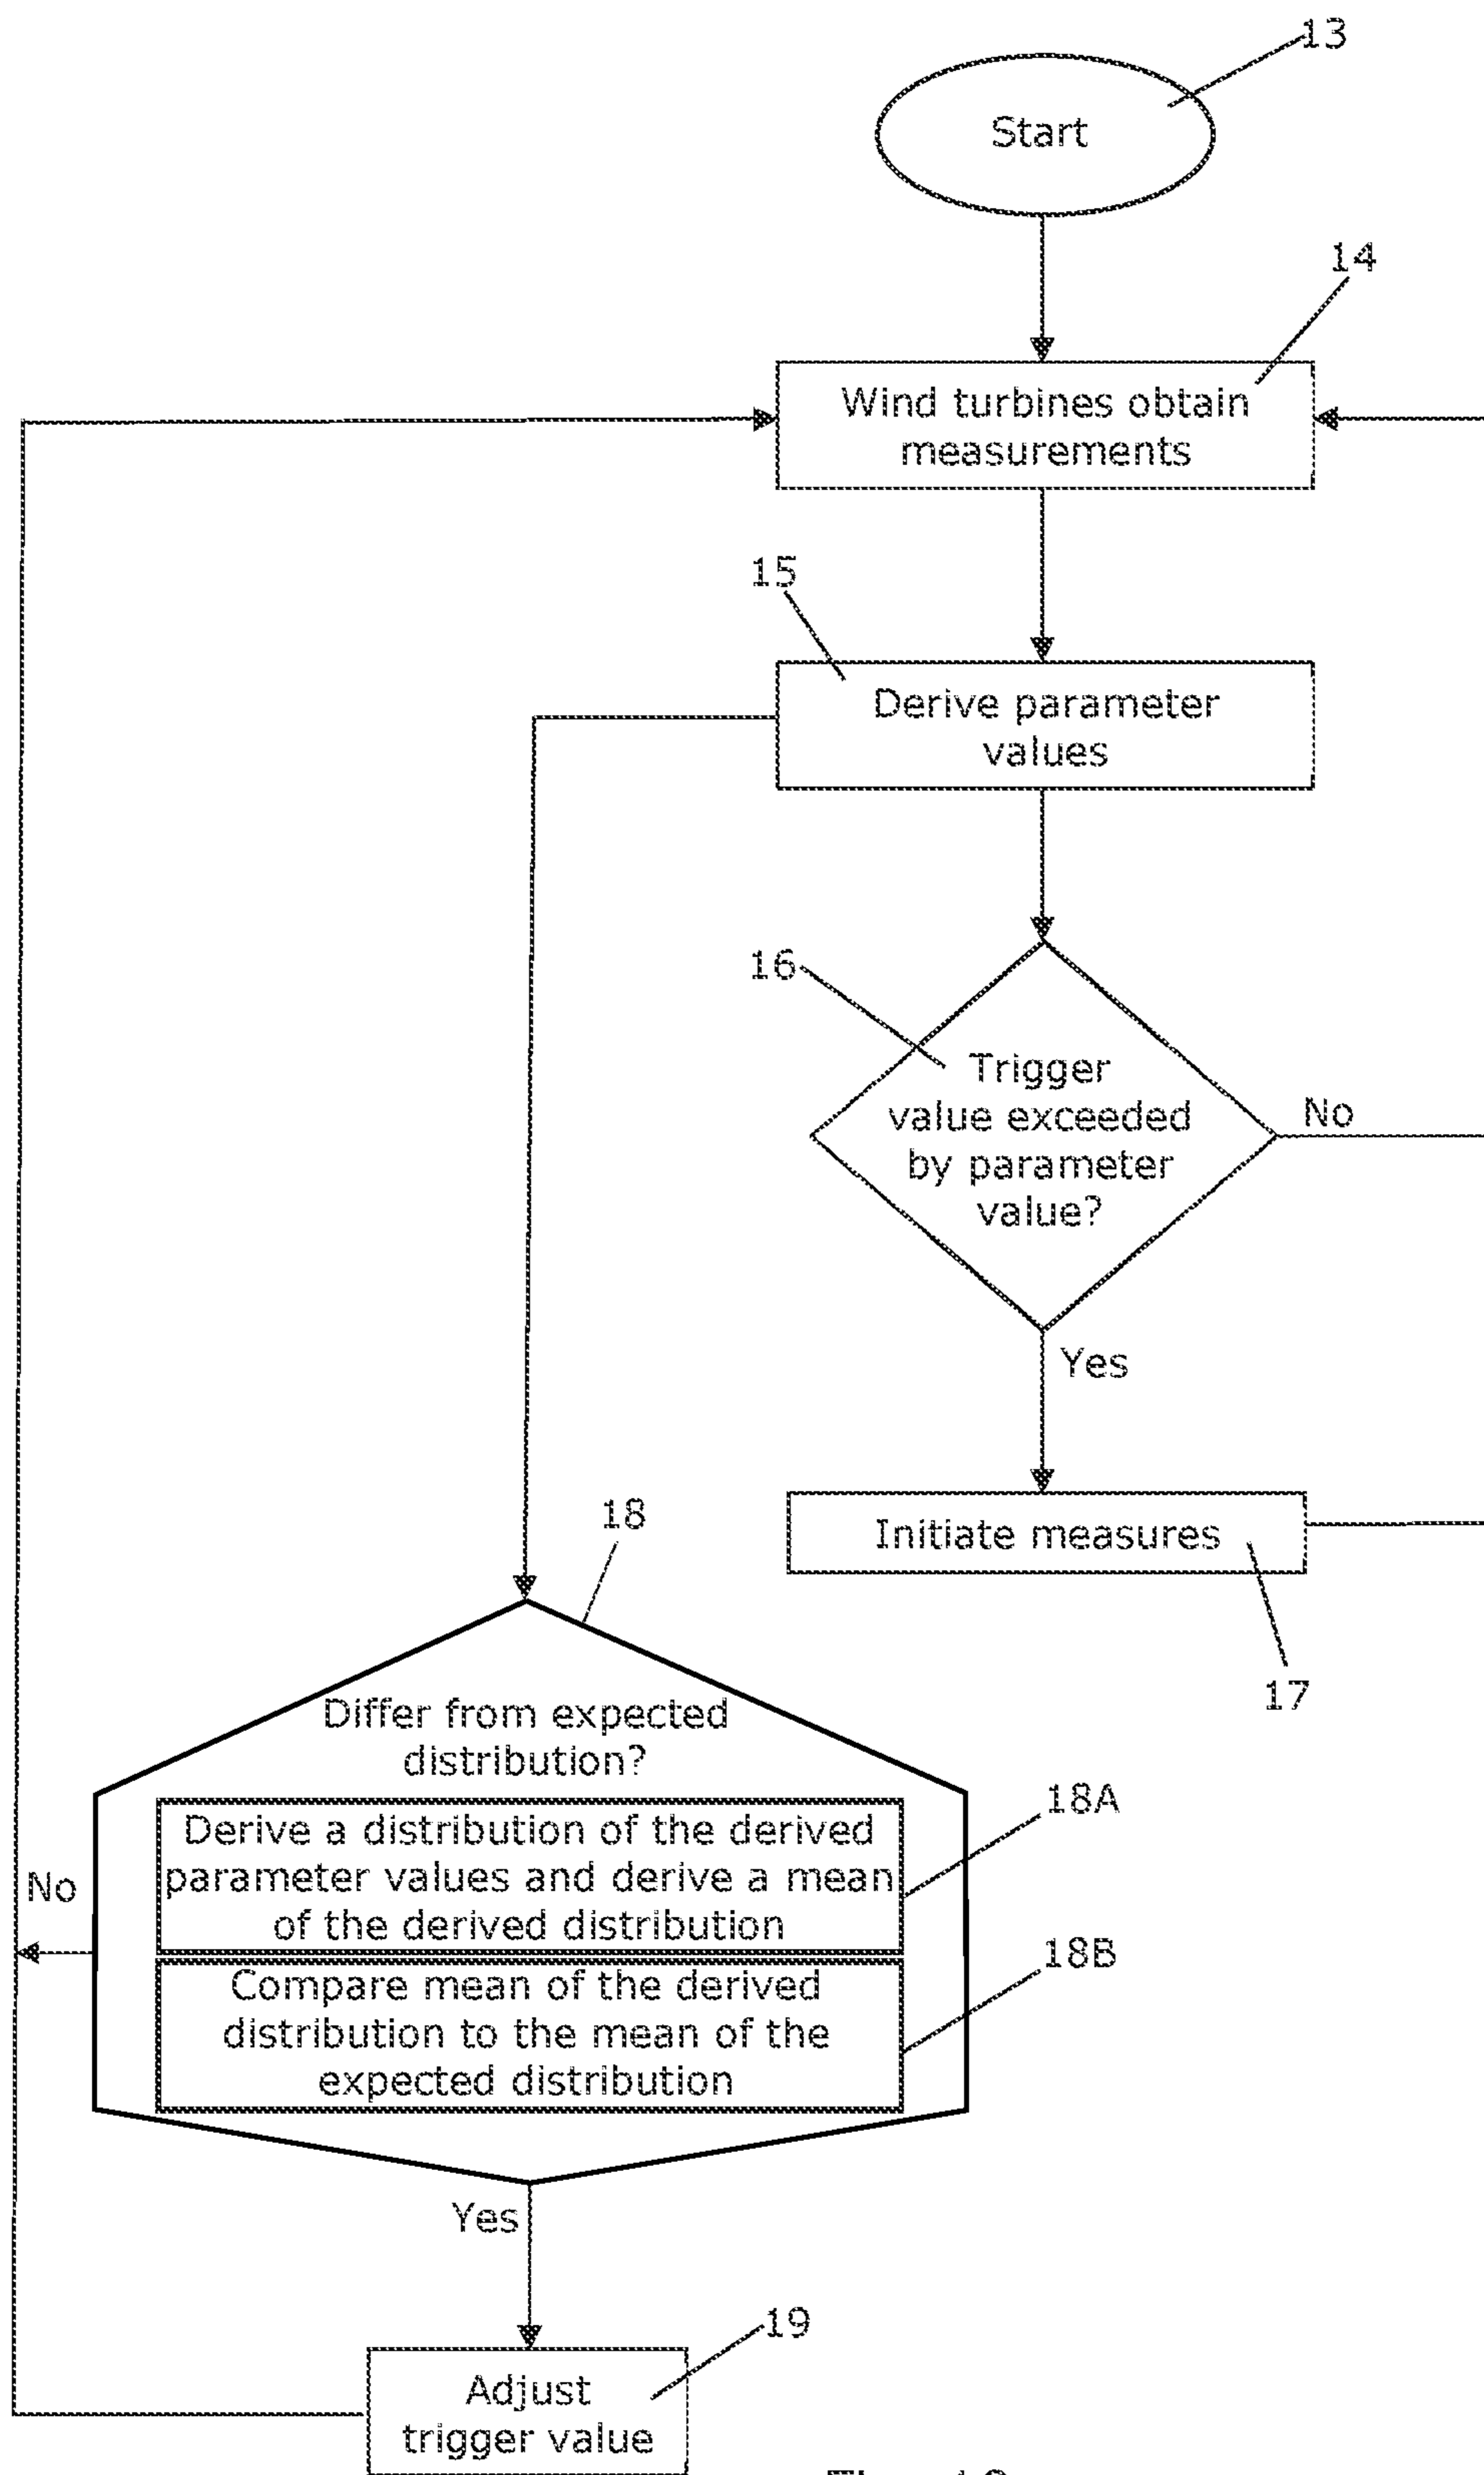 13
Start
14
Wind turbines obtain
measurements
15
Derive parameter
values
16
Trigger
value exceeded
by parameter
value?
No
Yes
Initiate measures
17
18
Differ from expected
distribution?
18A
Derive a distribution of the derived
parameter values and derive a mean
of the derived distribution
No
18B
Compare mean of the derived
distribution to the mean of the
expected distribution
Yes
19
Adjust
trigger value